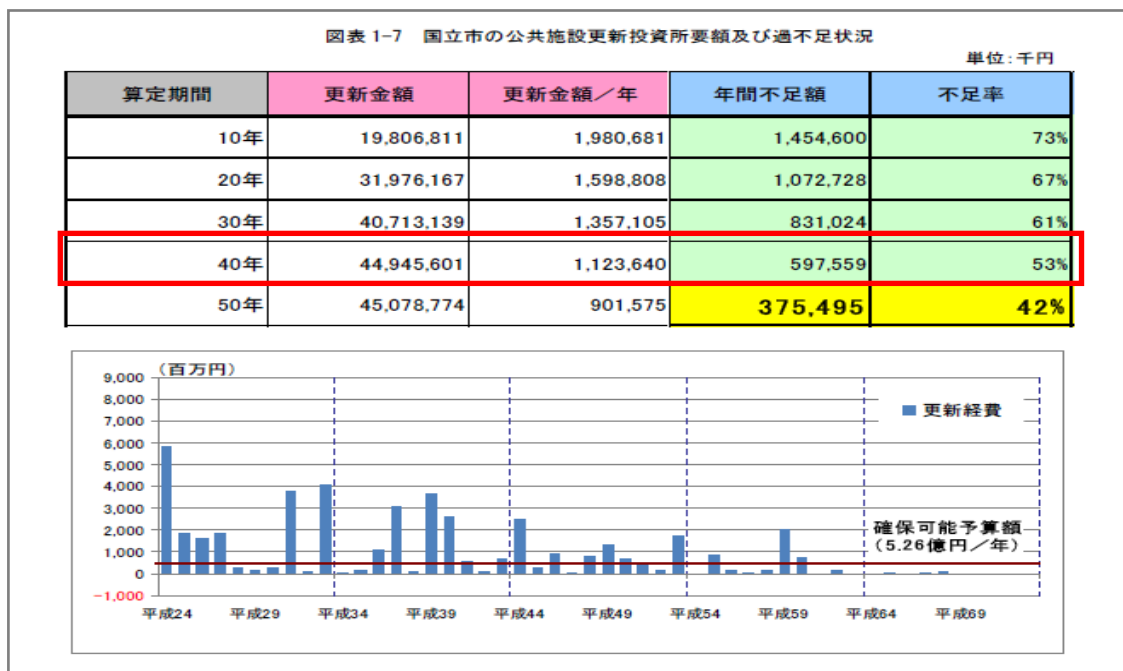 図表 1-7 国立市の公共施設更新投資所要額及び過不足状況
単位:千円
算定期間 更新金額 更新金額／年 年間不足額 不足率
10年 19,806,811 1,980,681 1,454,600 73%
20年 31,976,167 1,598,808 1,072,728 67%
30年 40,713,139 1,357,105 831,024 61%
40年 44,945,601 1,123,640 597,559 53%
50年 45,078,774 901,575 375,495 42%
（百万円）
9,000
8,000
7,000
6,000
5,000
4,000
3,000
2,000
1,000
0
-1,000
更新経費
確保可能予算額
（5.26億円／年）
平成24 平成29 平成34 平成39 平成44 平成49 平成54 平成59 平成64 平成69